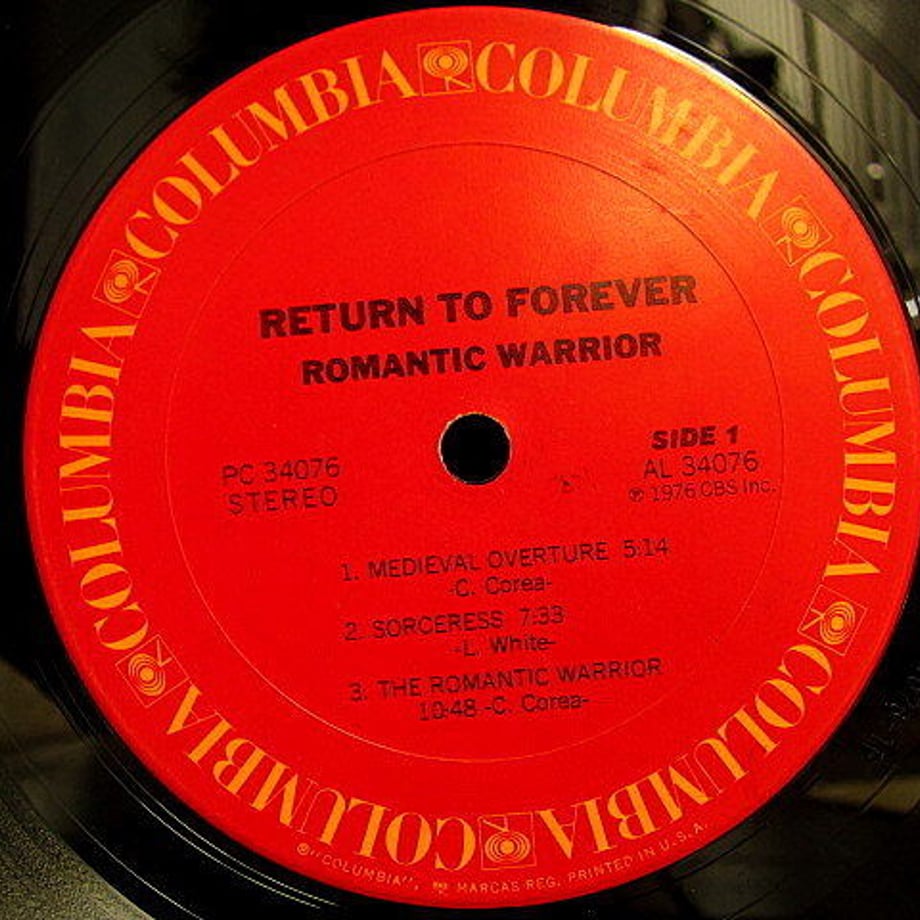 COLUMBIA COLUMBIA COLUMBIA COLUMBIA COLUMBIA COLUMBIA COLUMBIA COLUMBIA
RETURN TO FOREVER
ROMANTIC WARRIOR
PC 34076
STEREO
SIDE 1
AL 34076
℗ 1976 CBS Inc.
1. MEDIEVAL OVERTURE 5:14
-C. Corea-
2. SORCERESS 7:33
-L. White-
3. THE ROMANTIC WARRIOR
10:48 -C. Corea-
®"COLUMBIA", MARCAS REG. PRINTED IN U.S.A.